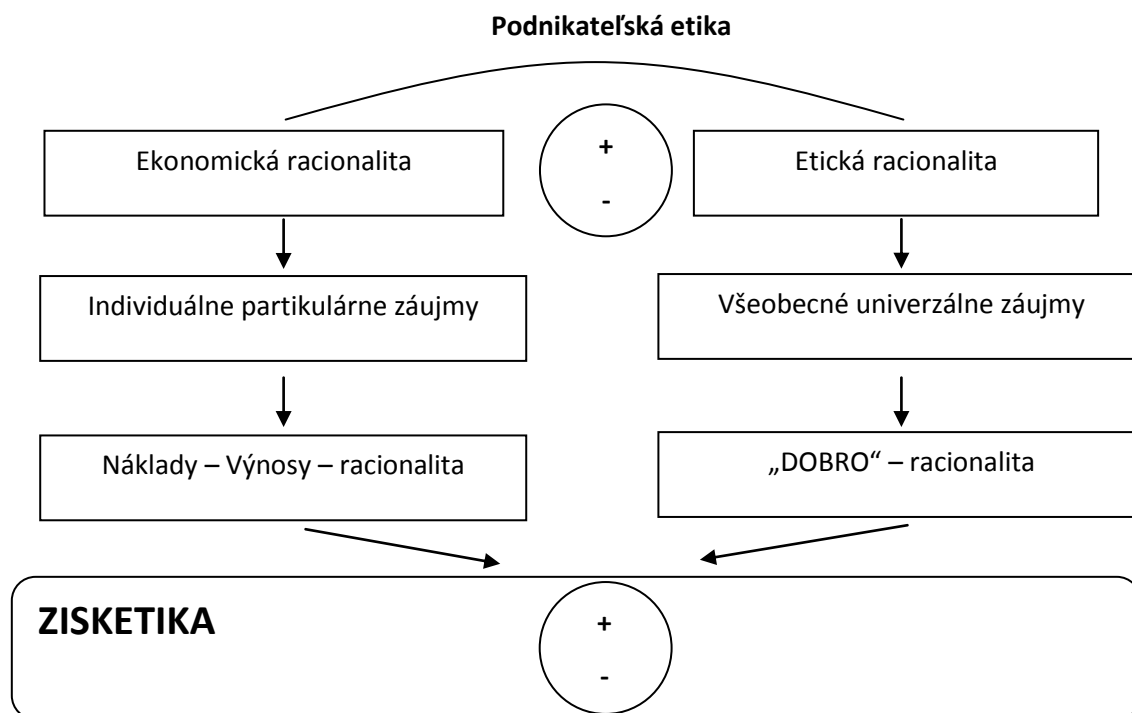 Podnikateľská etika
Ekonomická racionalita
+
-
Etická racionalita
Individuálne partikulárne záujmy
Všeobecné univerzálne záujmy
Náklady – Výnosy – racionalita
„DOBRO“ – racionalita
ZISKETIKA
+
-